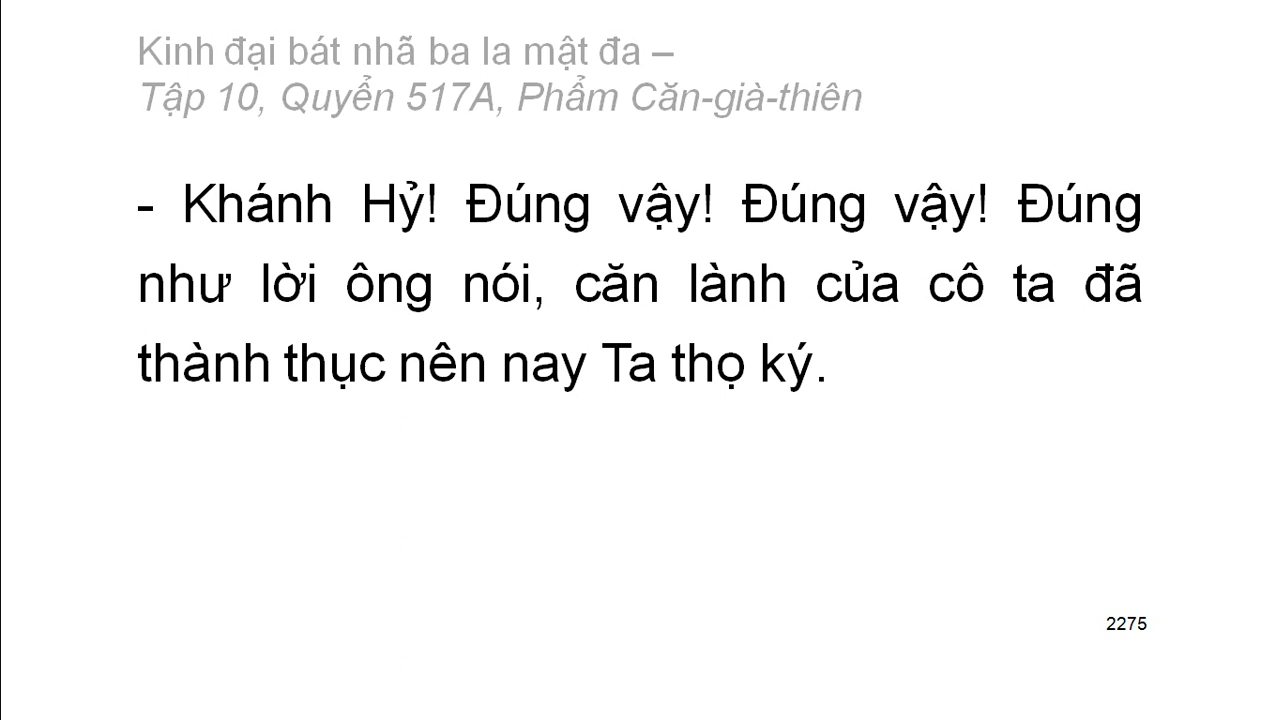 Kinh đại bát nhã ba la mật đa –
Tập 10, Quyển 517A, Phẩm Căn-già-thiên
- Khánh Hỷ! Đúng vậy! Đúng vậy! Đúng
như lời ông nói, căn lành của cô ta đã
thành thục nên nay Ta thọ ký.
2275